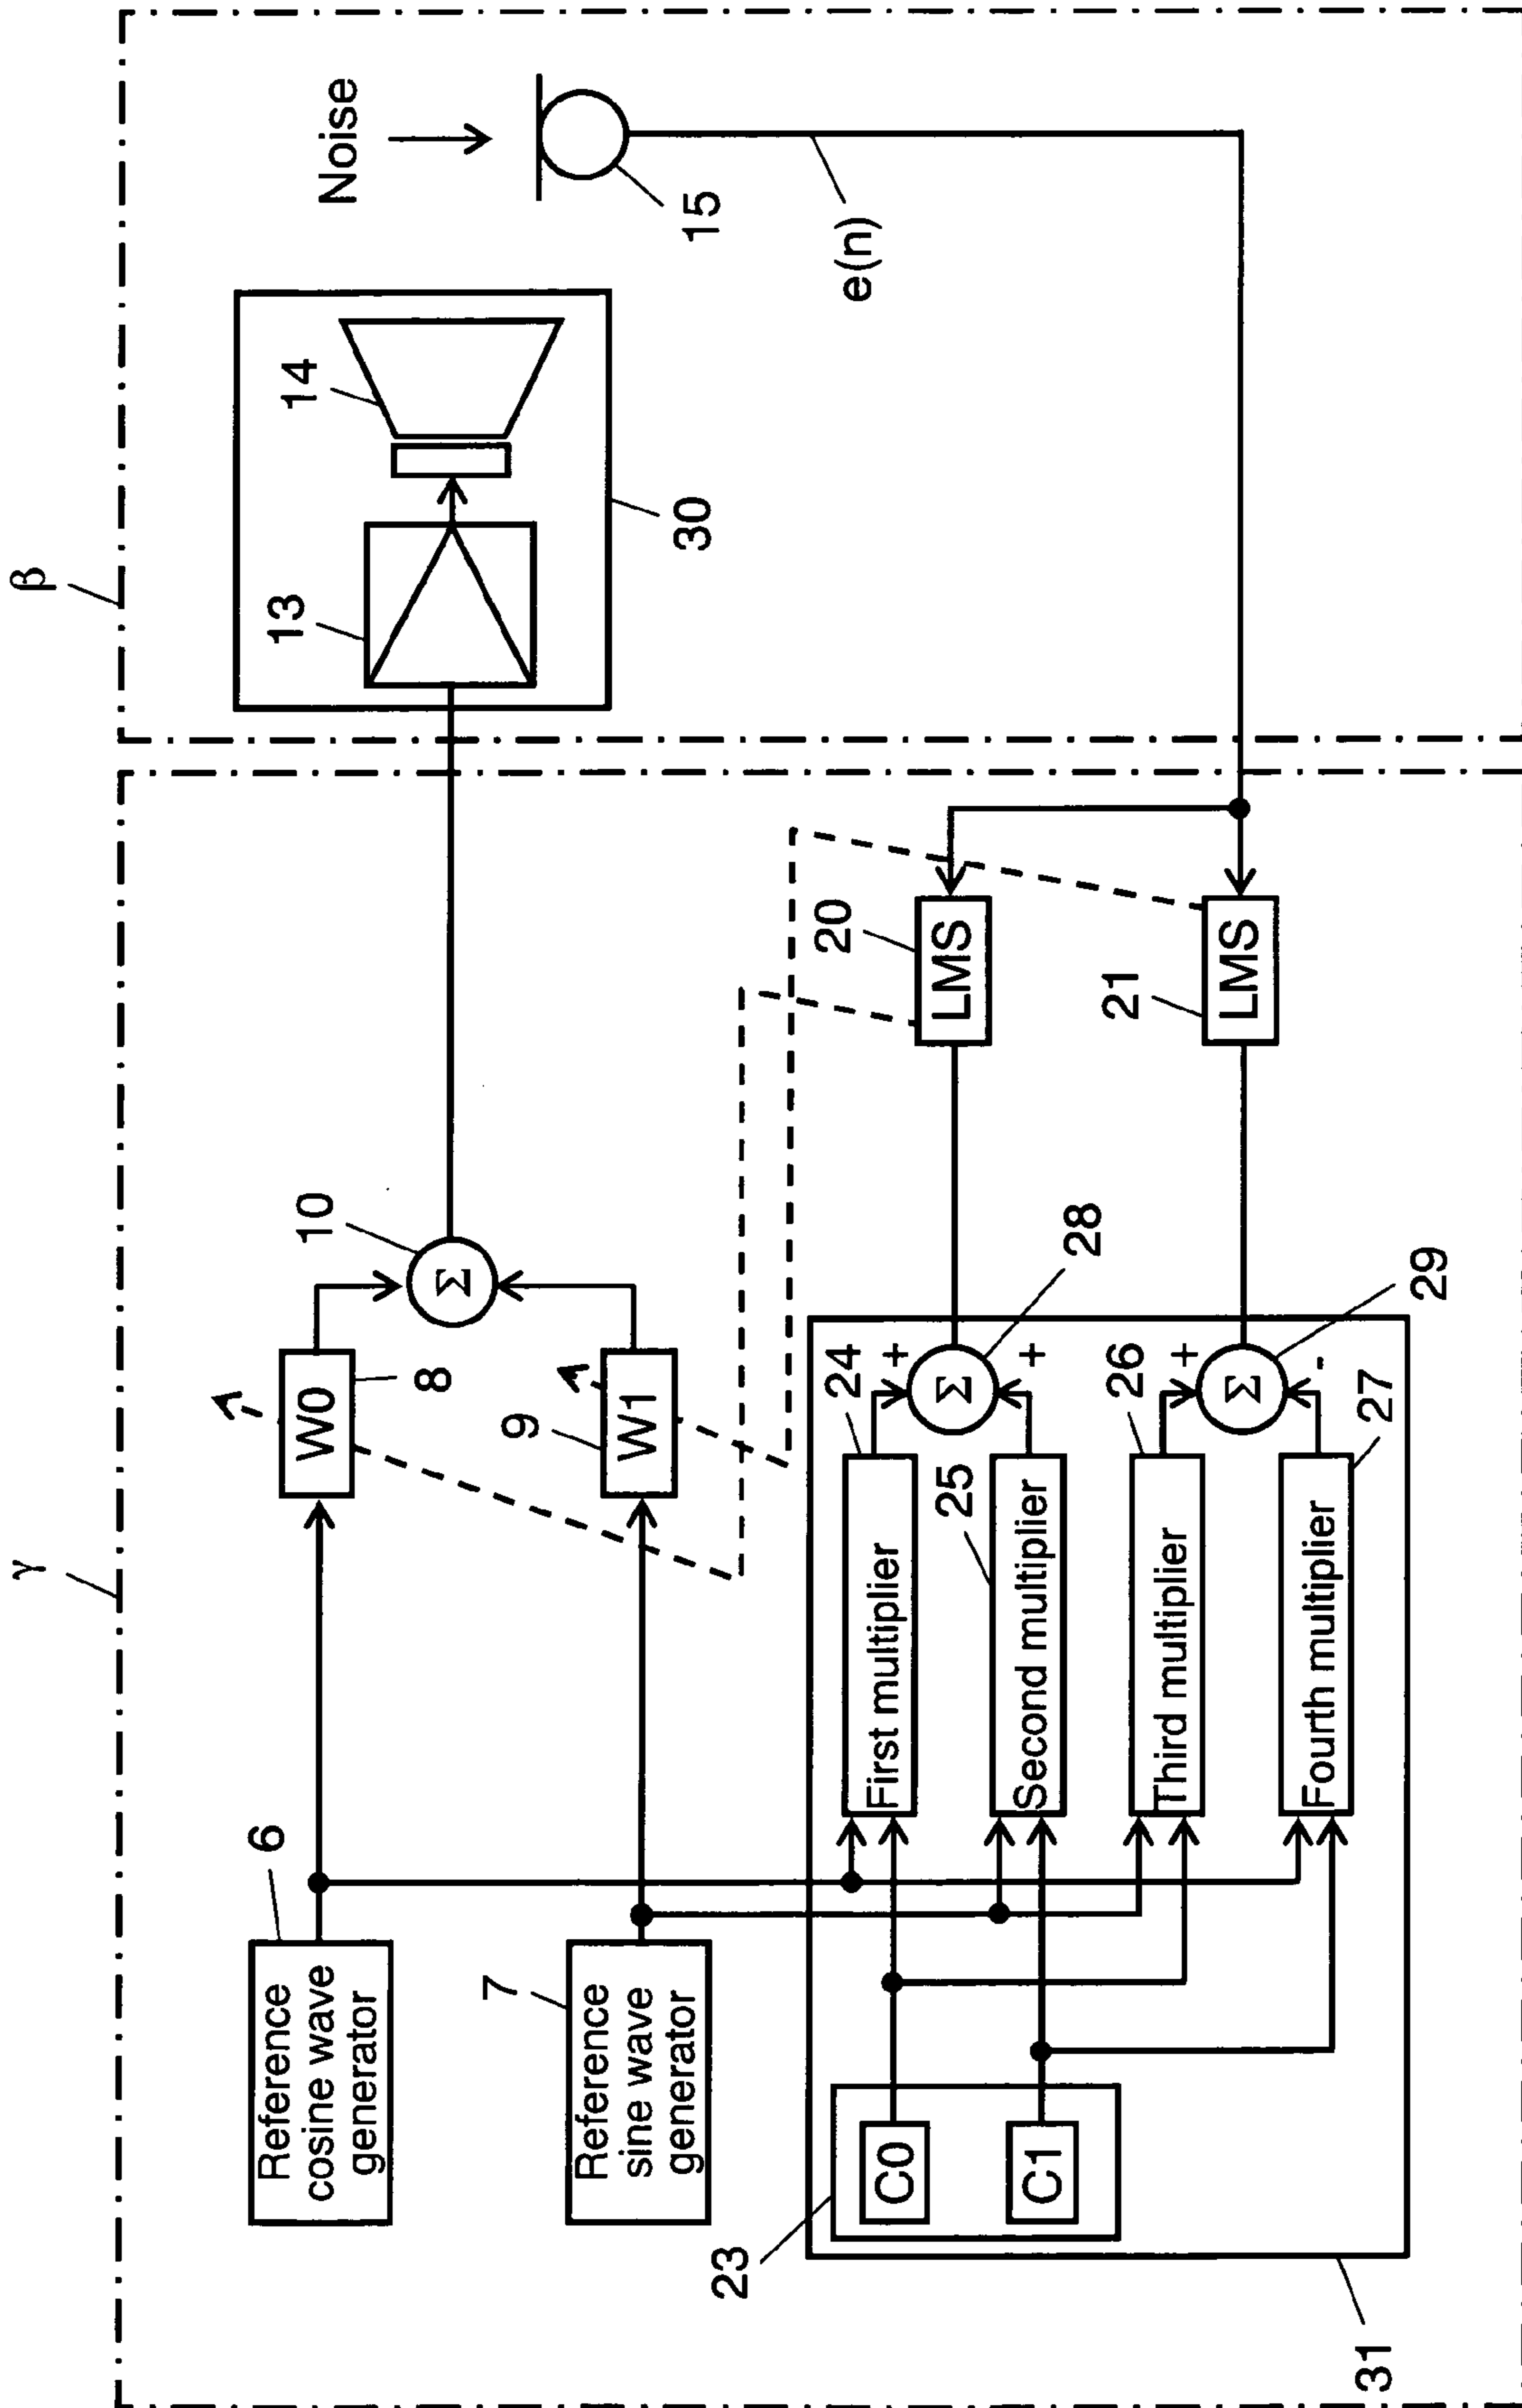 γ
β
Reference
cosine wave
generator
6
W0
8
10
Σ
13
14
30
Noise
15
e(n)
Reference
sine wave
generator
7
W1
9
20
LMS
21
LMS
23
C0
C1
First multiplier
24
+
Σ
28
+
Second multiplier
25
Third multiplier
26
+
Σ
29
-
Fourth multiplier
27
31